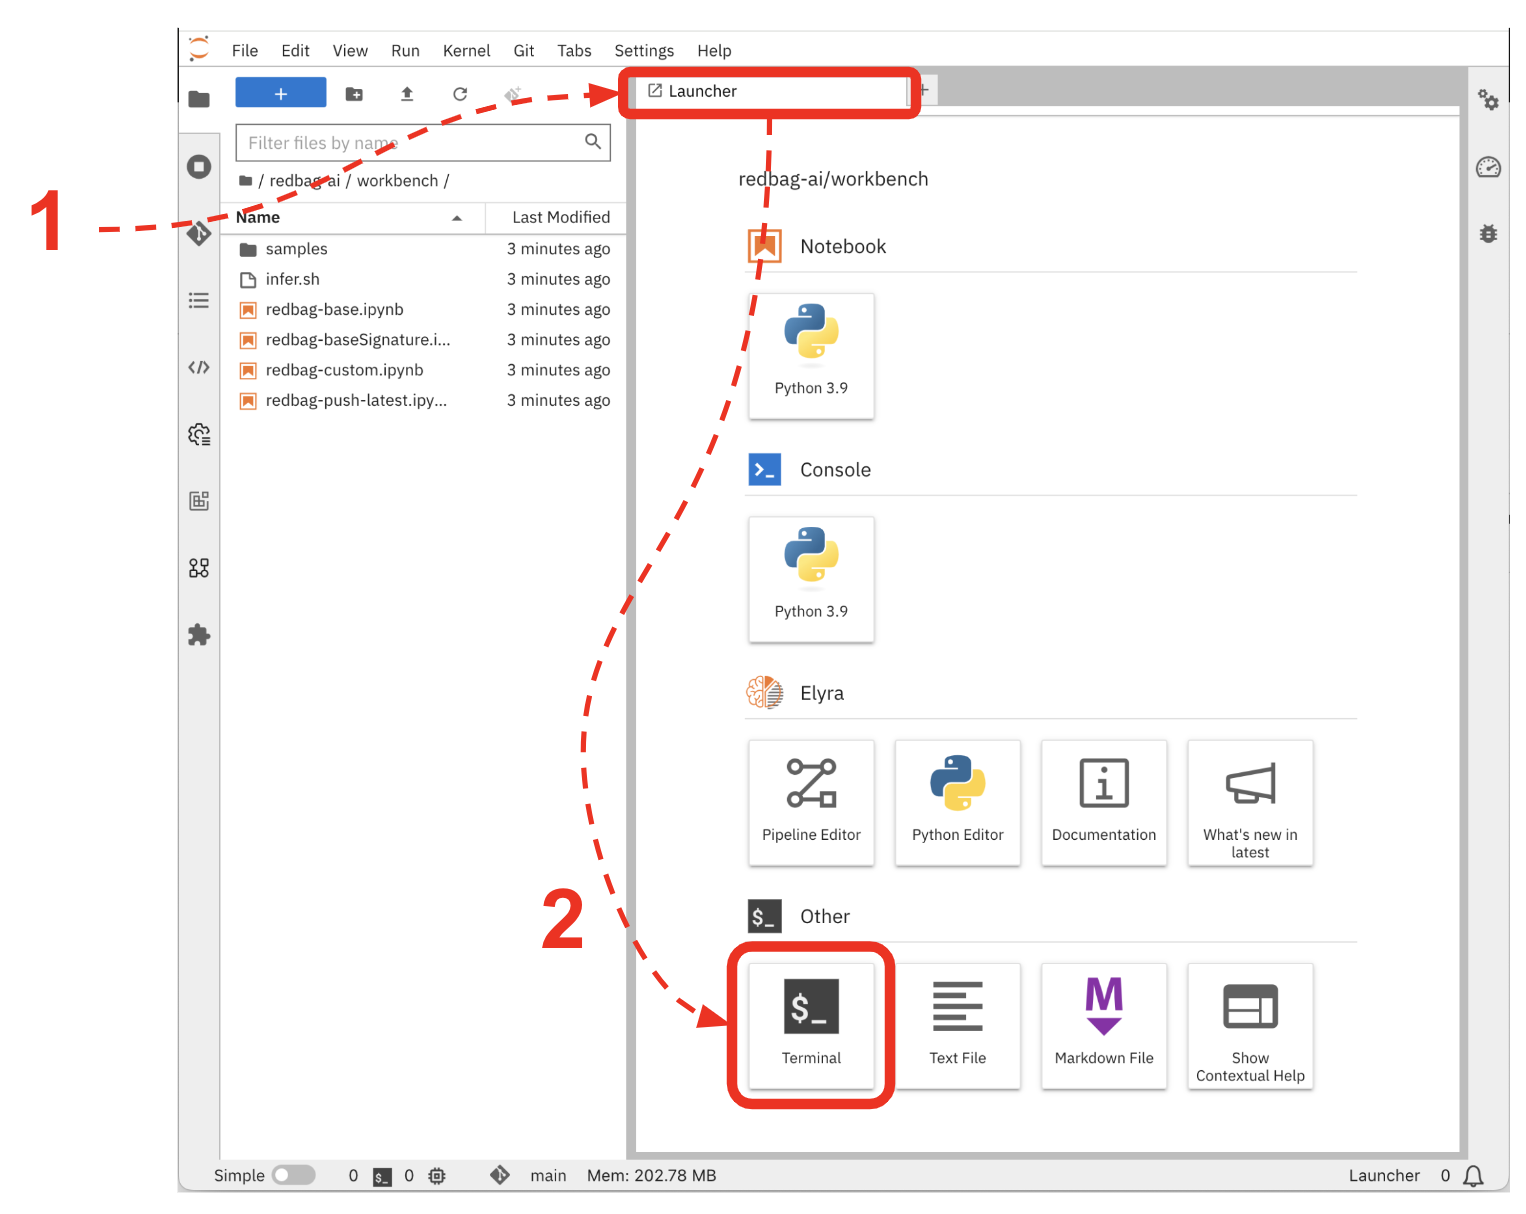 File Edit View Run Kernel Git Tabs Settings Help
+
Launcher
+
Filter files by name
/ redbag-ai / workbench /
Name Last Modified
samples 3 minutes ago
infer.sh 3 minutes ago
redbag-base.ipynb 3 minutes ago
redbag-baseSignature.i... 3 minutes ago
redbag-custom.ipynb 3 minutes ago
redbag-push-latest.ipy... 3 minutes ago
1
redbag-ai/workbench
Notebook
Python 3.9
Console
Python 3.9
Elyra
Pipeline Editor
Python Editor
Documentation
What's new in
latest
2
$_ Other
$_
Terminal
Text File
M
Markdown File
Show
Contextual Help
Simple 0 $_ 0 main Mem: 202.78 MB Launcher 0